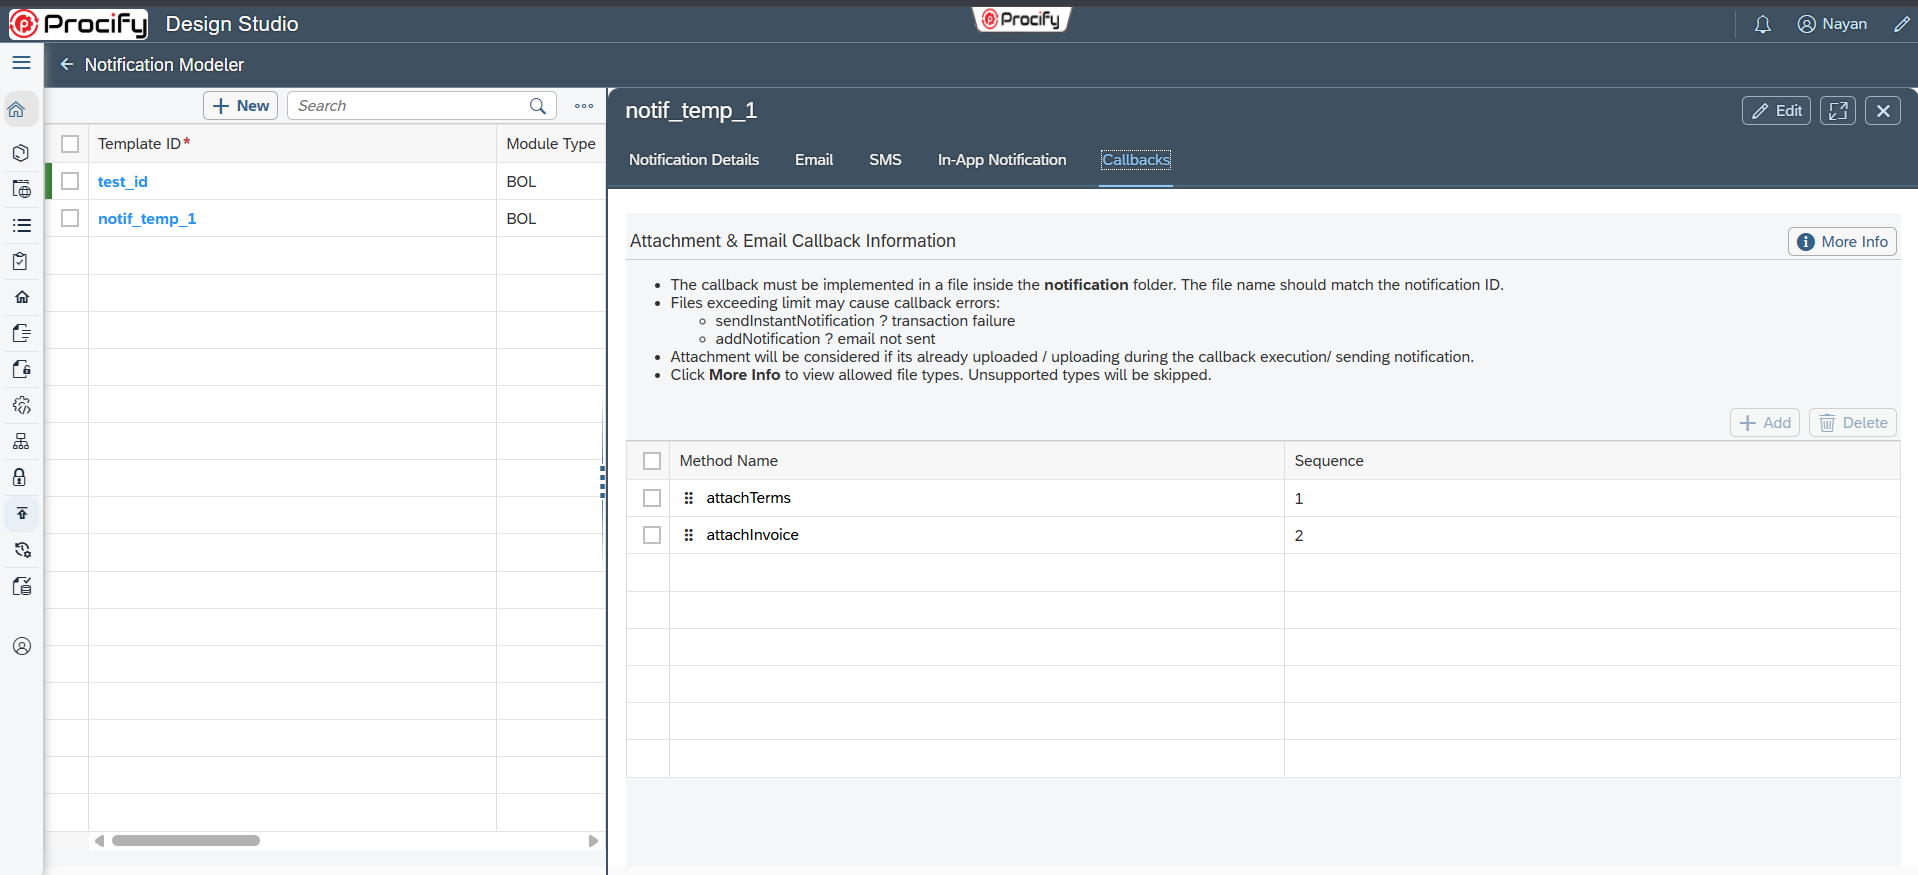 Procify Design Studio
Procify
Nayan
Notification Modeler
New
Search
Template ID*
Module Type
test_id
BOL
notif_temp_1
BOL
notif_temp_1
Edit
Notification Details
Email
SMS
In-App Notification
Callbacks
Attachment & Email Callback Information
More Info
The callback must be implemented in a file inside the notification folder. The file name should match the notification ID.
Files exceeding limit may cause callback errors:
sendInstantNotification ? transaction failure
addNotification ? email not sent
Attachment will be considered if its already uploaded / uploading during the callback execution/ sending notification.
Click More Info to view allowed file types. Unsupported types will be skipped.
Add
Delete
Method Name
Sequence
attachTerms
1
attachInvoice
2